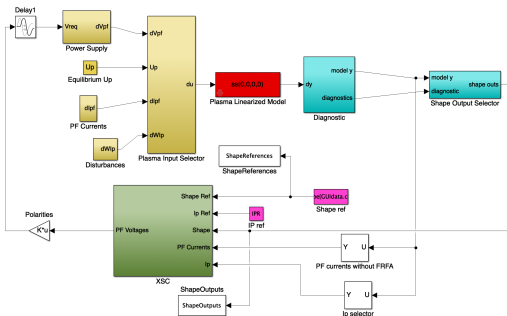 Delay1
Vreq
dVpf
Power Supply
dVpf
Up
Equilibrium Up
Up
du
dIpf
PF Currents
dIpf
dWIp
Disturbances
dWIp
Plasma Input Selector
Plasma Linearized Model
dy
model y
diagnostics
Diagnostic
model y
diagnostic
shape outs
Shape Output Selector
ShapeReferences
ShapeReferences
Shape ref
Polarities
K*u
PF Voltages
Shape Ref
Ip Ref
Shape
PF Currents
Ip
XSC
IPR
IP ref
Y
U
PF currents without FRFA
Y
U
Ip selector
ShapeOutputs
ShapeOutputs